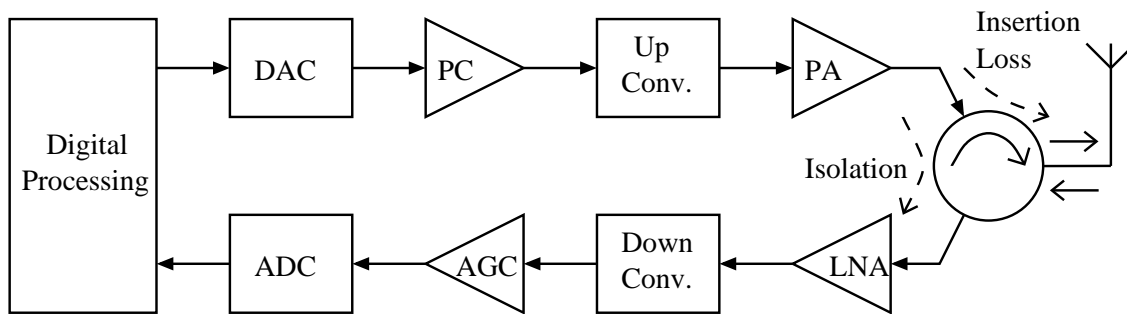 Digital
Processing
DAC
PC
Up
Conv.
PA
Insertion
Loss
Isolation
ADC
AGC
Down
Conv.
LNA